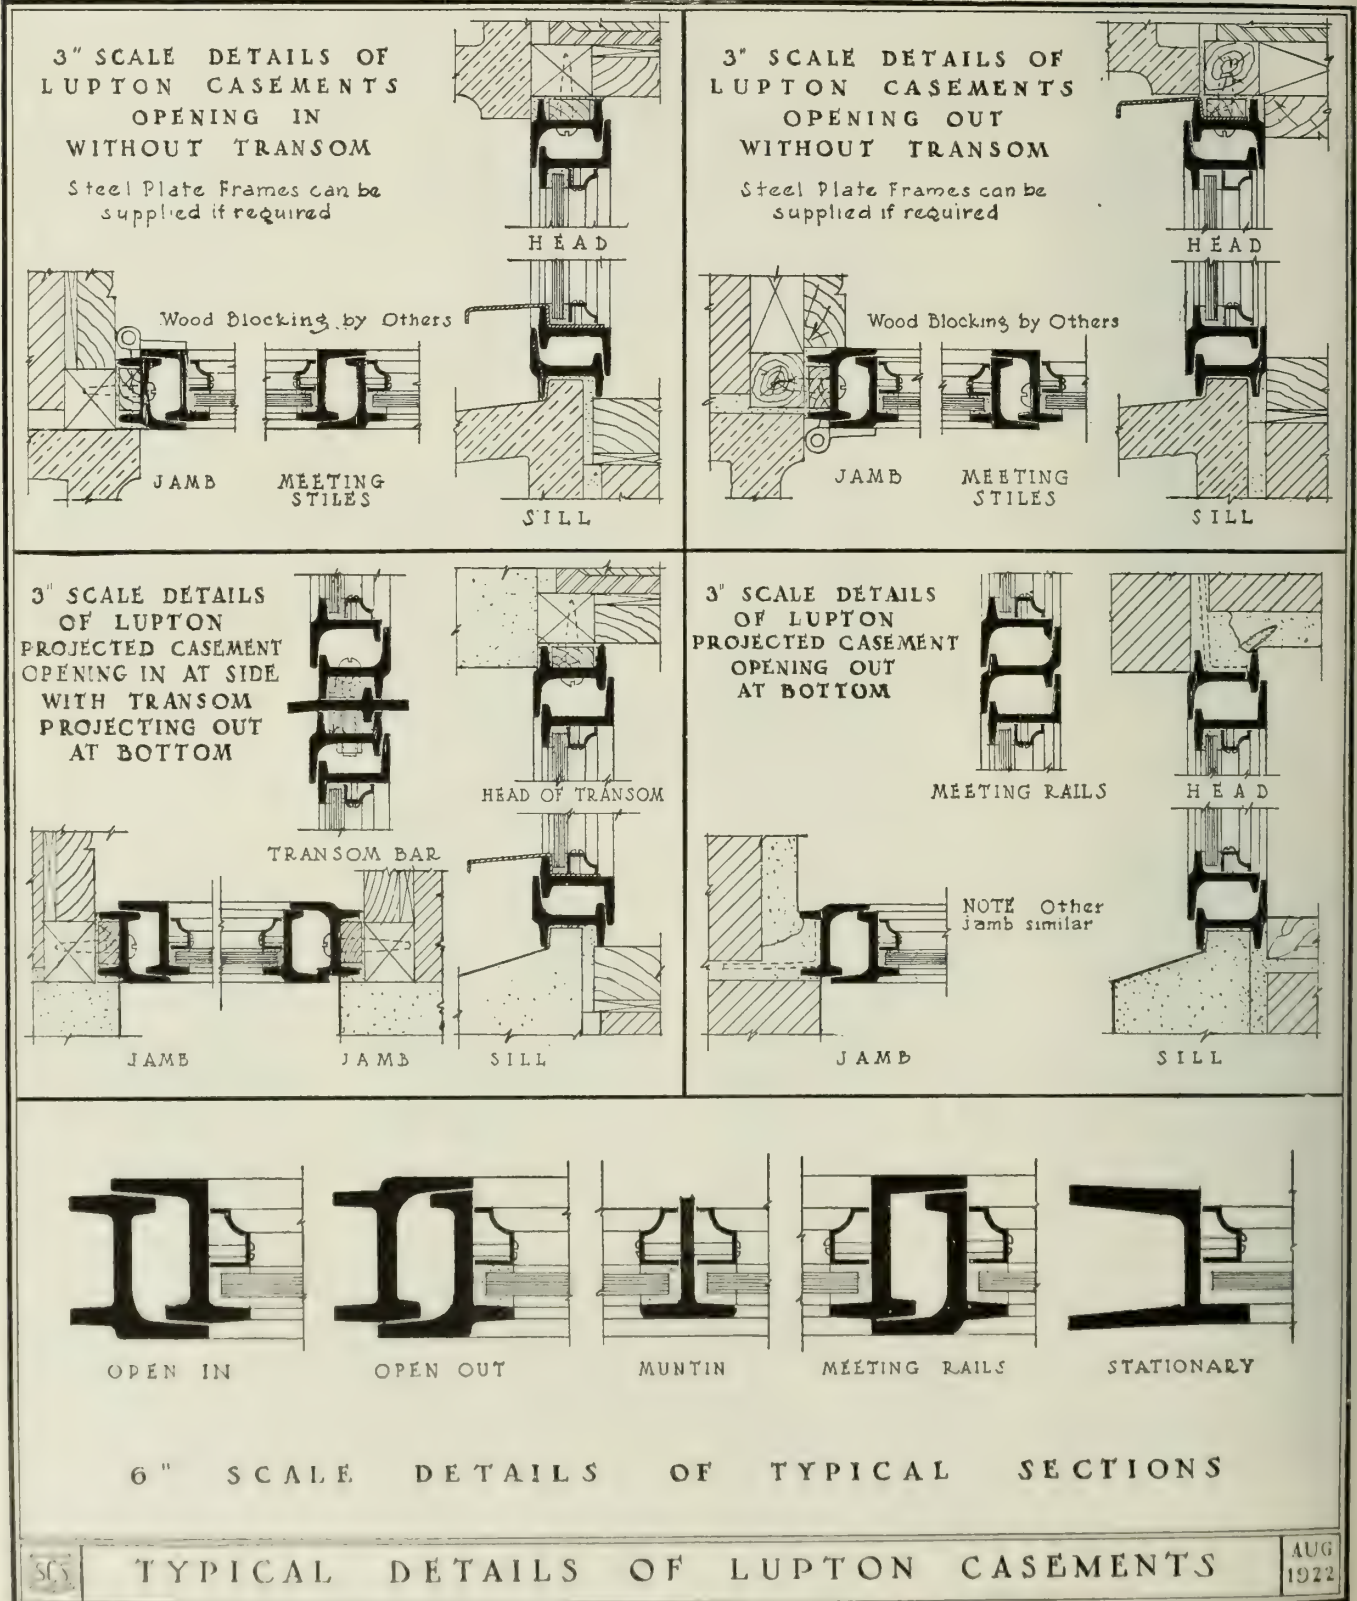 3" SCALE DETAILS OF
LUPTON CASEMENTS
OPENING IN
WITHOUT TRANSOM
Steel Plate Frames can be
supplied if required
HEAD
Wood Blocking by Others
JAMB
MEETING
STILES
SILL
3" SCALE DETAILS OF
LUPTON CASEMENTS
OPENING OUT
WITHOUT TRANSOM
Steel Plate Frames can be
supplied if required
HEAD
Wood Blocking by Others
JAMB
MEETING
STILES
SILL
3" SCALE DETAILS
OF LUPTON
PROJECTED CASEMENT
OPENING IN AT SIDE
WITH TRANSOM
PROJECTING OUT
AT BOTTOM
TRANSOM BAR
HEAD OF TRANSOM
JAMB
JAMB
SILL
3" SCALE DETAILS
OF LUPTON
PROJECTED CASEMENT
OPENING OUT
AT BOTTOM
MEETING RAILS
HEAD
NOTE Other
jamb similar
JAMB
SILL
OPEN IN
OPEN OUT
MUNTIN
MEETING RAILS
STATIONARY
6" SCALE DETAILS OF TYPICAL SECTIONS
SCS
TYPICAL DETAILS OF LUPTON CASEMENTS
AUG
1922